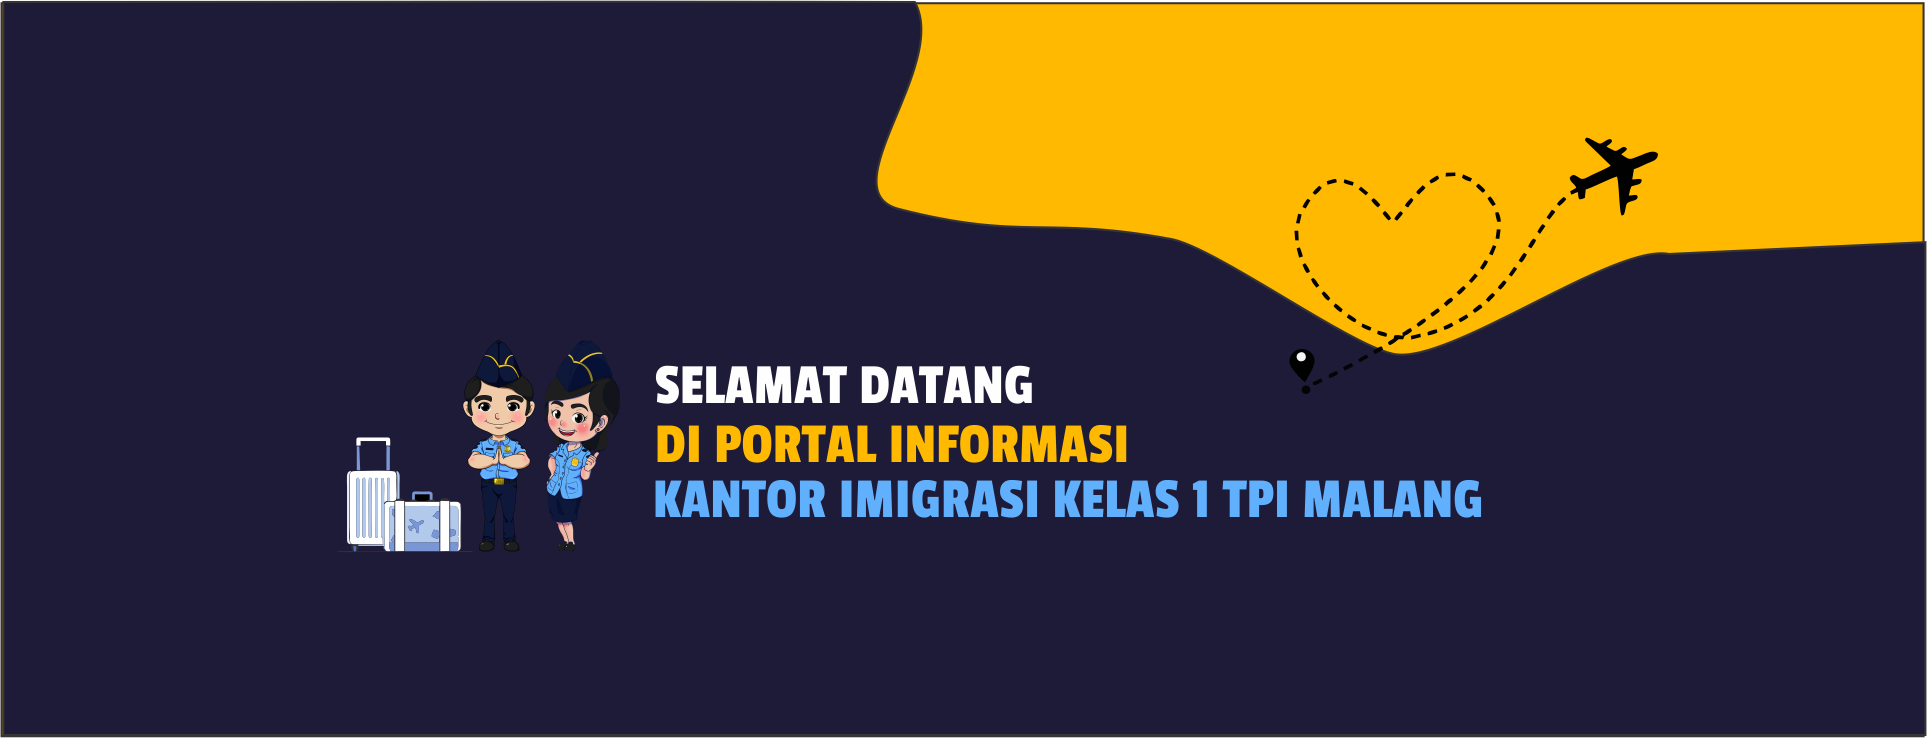 SELAMAT DATANG
DI PORTAL INFORMASI
KANTOR IMIGRASI KELAS 1 TPI MALANG